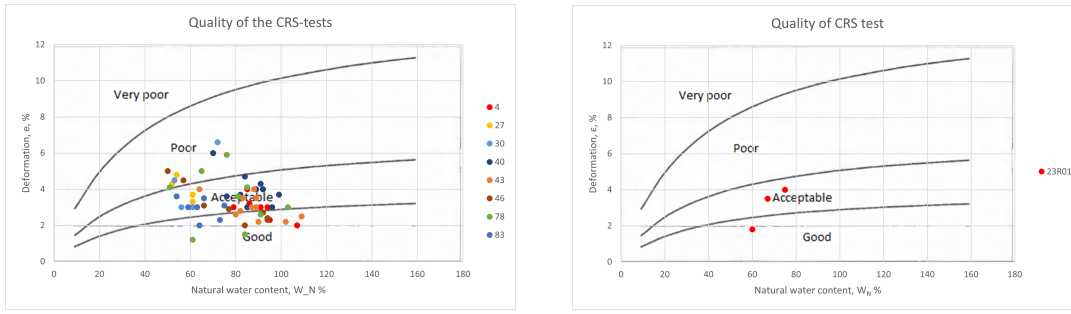 Quality of the CRS-tests
12
10
8
6
4
2
0
0 20 40 60 80 100 120 140 160 180
Deformation, e, %
Natural water content, W_N %
Very poor
Poor
Acceptable
Good
4
27
30
40
43
46
78
83
Quality of CRS test
12
10
8
6
4
2
0
0 20 40 60 80 100 120 140 160 180
Deformation, ε, %
Natural water content, WN %
Very poor
Poor
Acceptable
Good
23R01